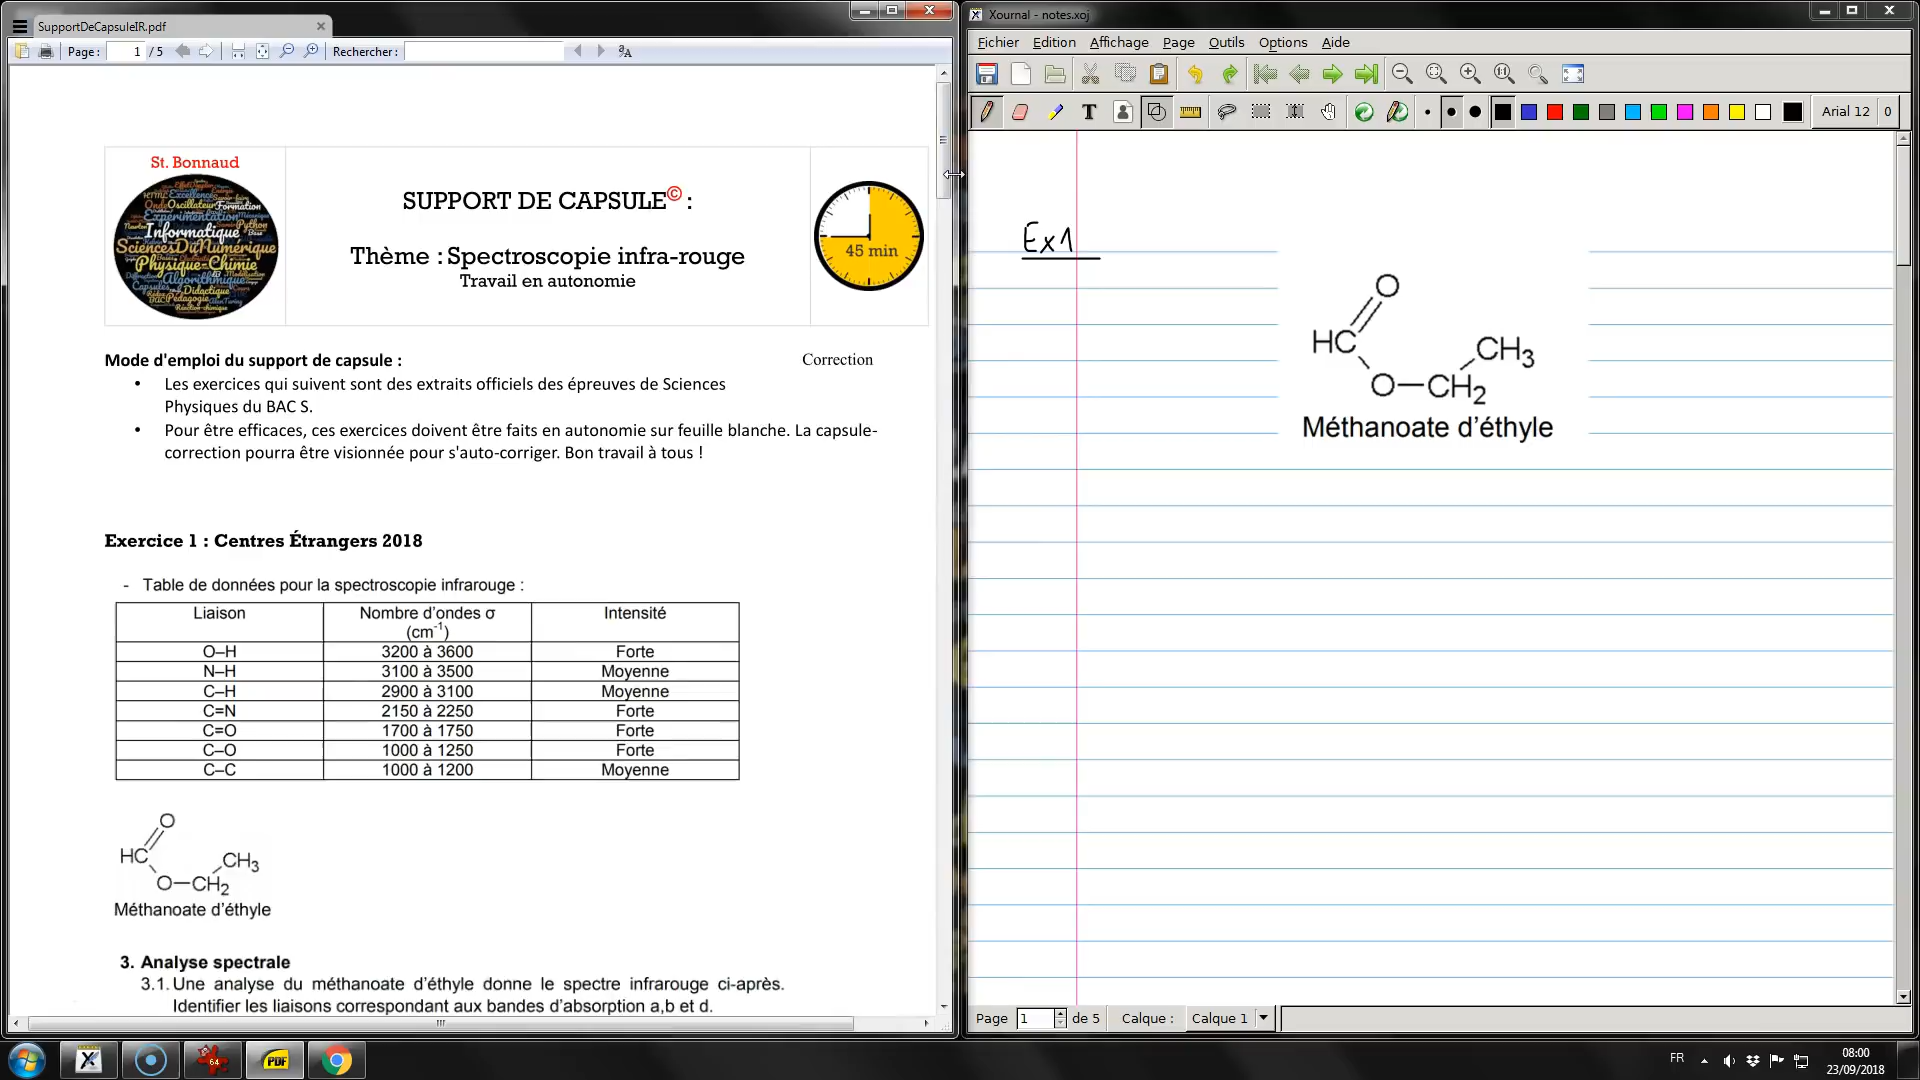 SupportDeCapsuleIR.pdf
Page : 1 / 5 Rechercher :
St. Bonnaud
Informatique
SciencesDuNumérique
Physique-Chimie
SUPPORT DE CAPSULE© :
Thème : Spectroscopie infra-rouge
Travail en autonomie
45 min
Mode d'emploi du support de capsule :
Correction
• Les exercices qui suivent sont des extraits officiels des épreuves de Sciences
Physiques du BAC S.
• Pour être efficaces, ces exercices doivent être faits en autonomie sur feuille blanche. La capsule-
correction pourra être visionnée pour s'auto-corriger. Bon travail à tous !
Exercice 1 : Centres Étrangers 2018
- Table de données pour la spectroscopie infrarouge :
Liaison Nombre d'ondes σ (cm-1) Intensité
O–H 3200 à 3600 Forte
N–H 3100 à 3500 Moyenne
C–H 2900 à 3100 Moyenne
C=N 2150 à 2250 Forte
C=O 1700 à 1750 Forte
C–O 1000 à 1250 Forte
C–C 1000 à 1200 Moyenne
O
HC
CH3
O—CH2
Méthanoate d'éthyle
3. Analyse spectrale
3.1. Une analyse du méthanoate d'éthyle donne le spectre infrarouge ci-après.
Identifier les liaisons correspondant aux bandes d'absorption a,b et d.
Xournal - notes.xoj
Fichier Edition Affichage Page Outils Options Aide
Arial 12 0
Ex1
O
HC
CH3
O—CH2
Méthanoate d'éthyle
Page 1 de 5 Calque : Calque 1
64
PDF
FR
08:00
23/09/2018